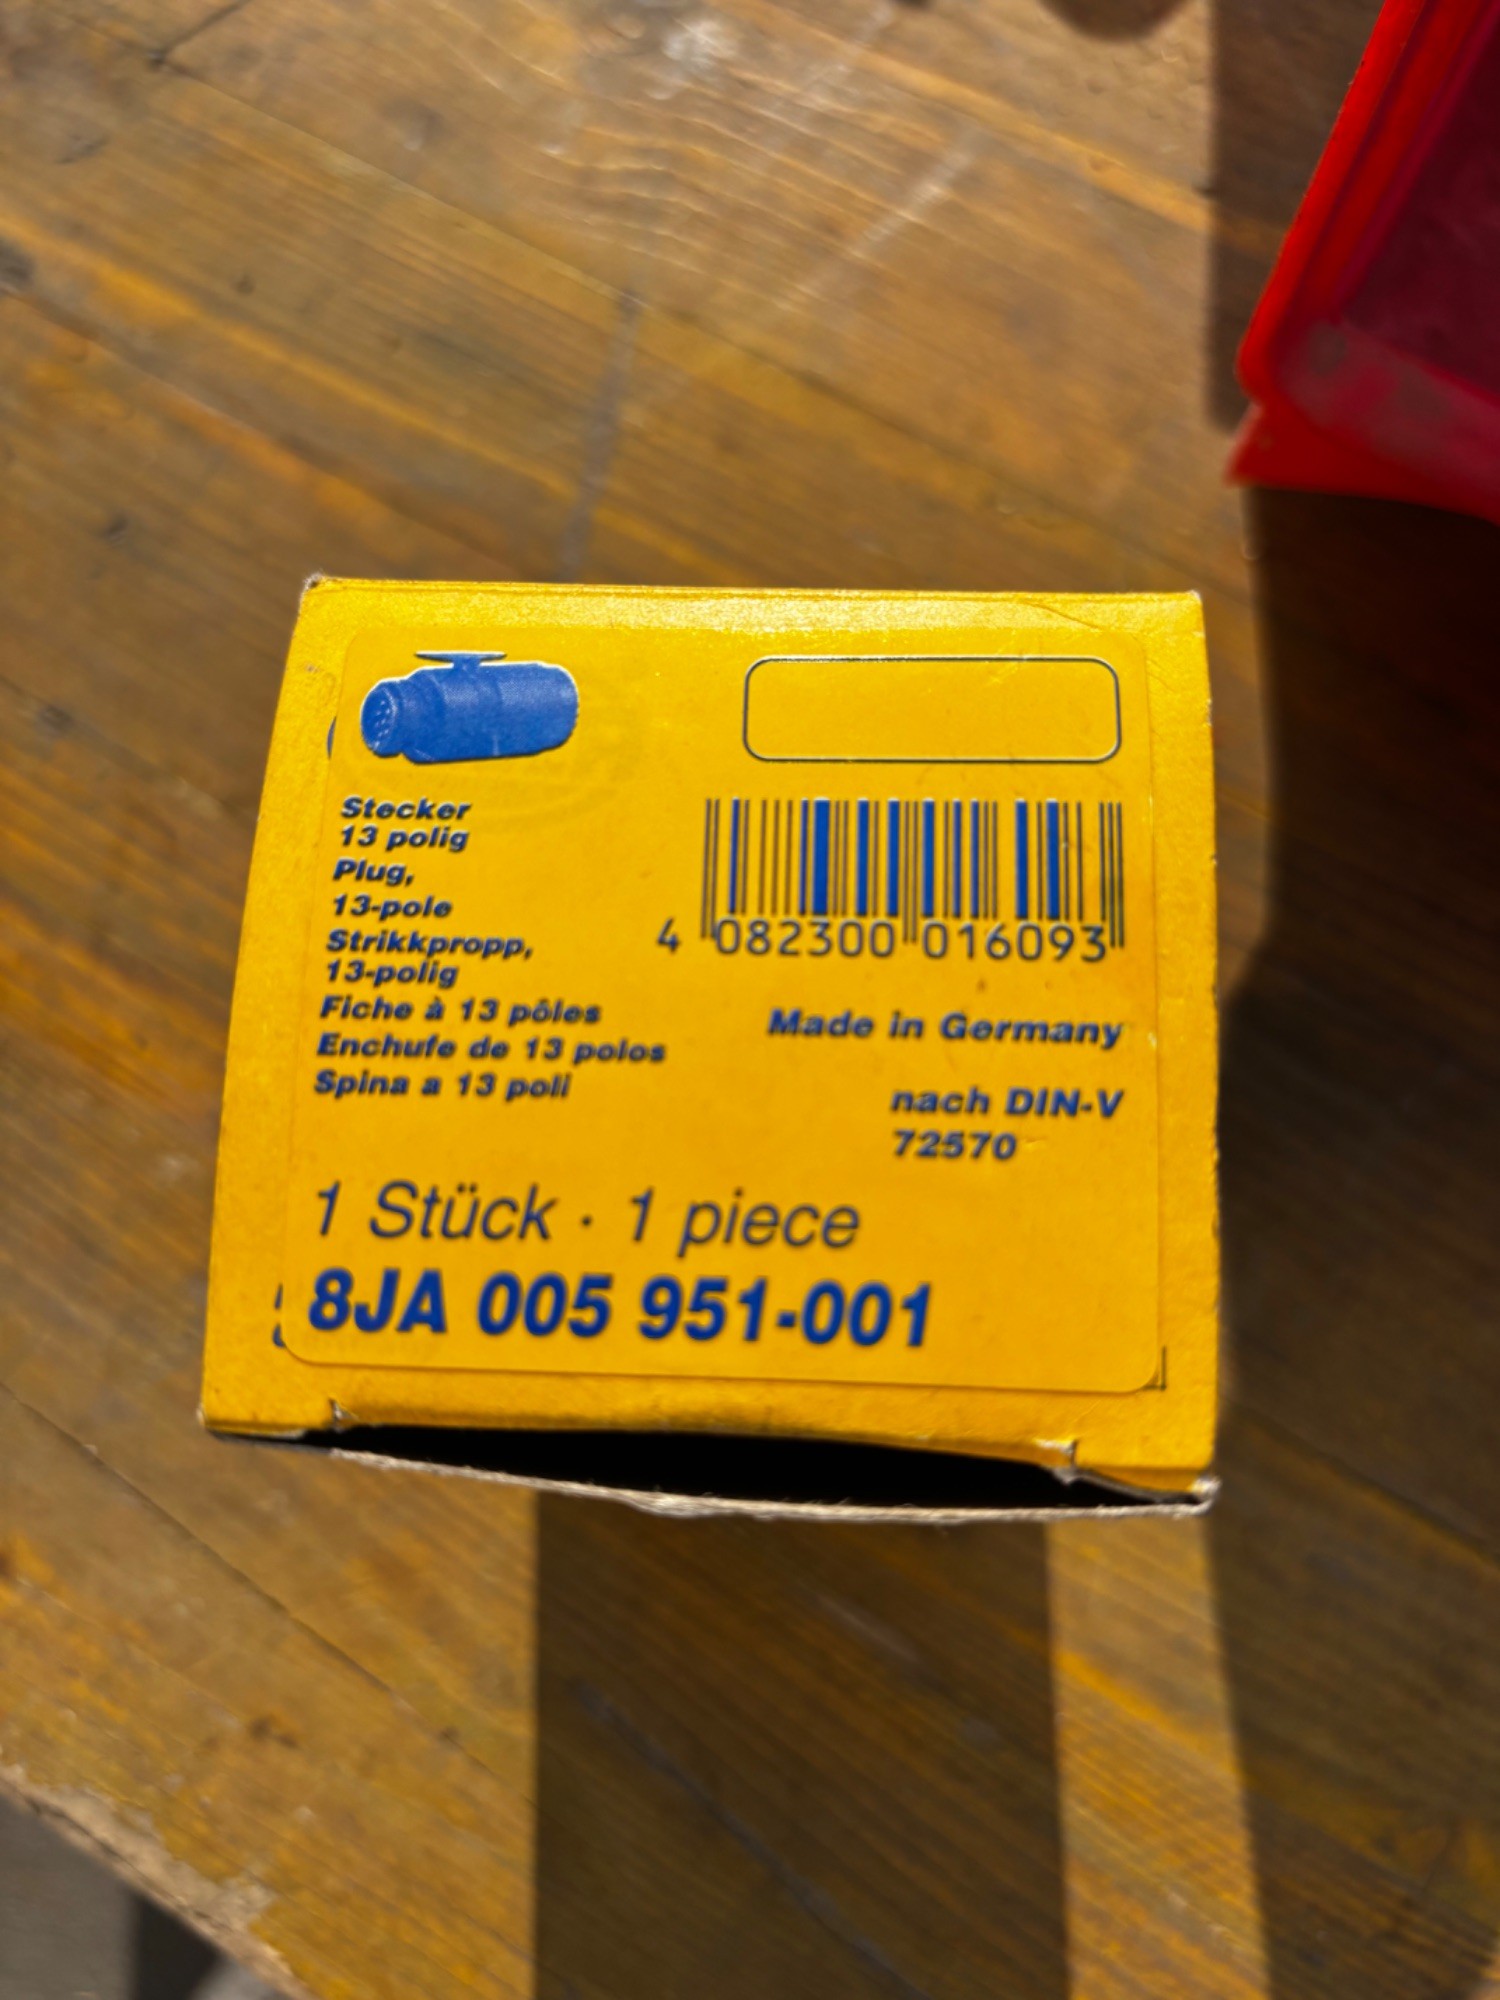 Stecker
13 polig
Plug,
13-pole
Strikkpropp,
13-polig
Fiche à 13 pôles
Enchufe de 13 polos
Spina a 13 poli
4 082300 016093
Made in Germany
nach DIN-V
72570
1 Stück · 1 piece
8JA 005 951-001